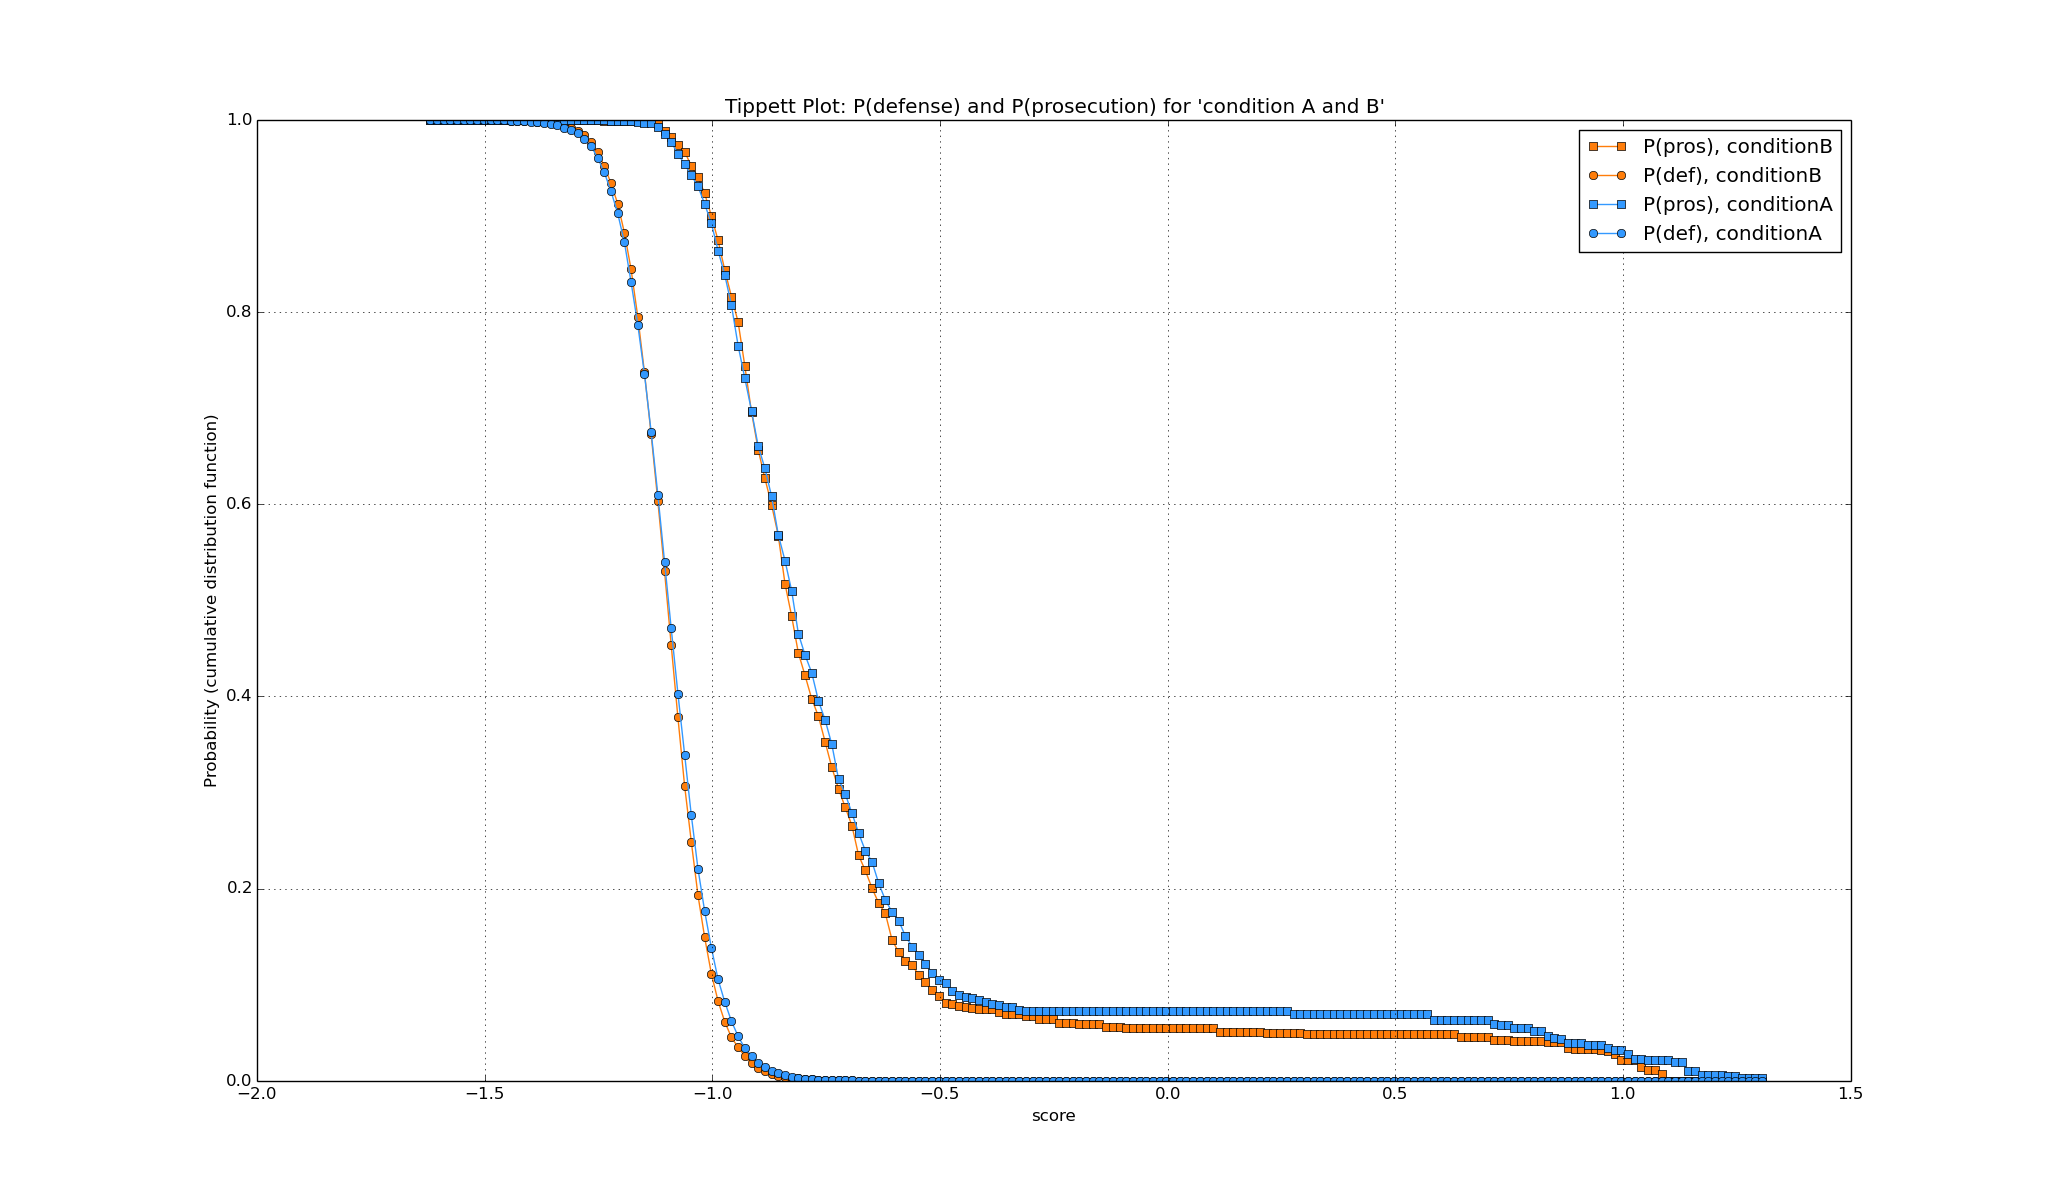 Tippett Plot: P(defense) and P(prosecution) for 'condition A and B'
P(pros), conditionB
P(def), conditionB
P(pros), conditionA
P(def), conditionA
Probability (cumulative distribution function)
1.0
0.8
0.6
0.4
0.2
0.0
−2.0 −1.5 −1.0 −0.5 0.0 0.5 1.0 1.5
score